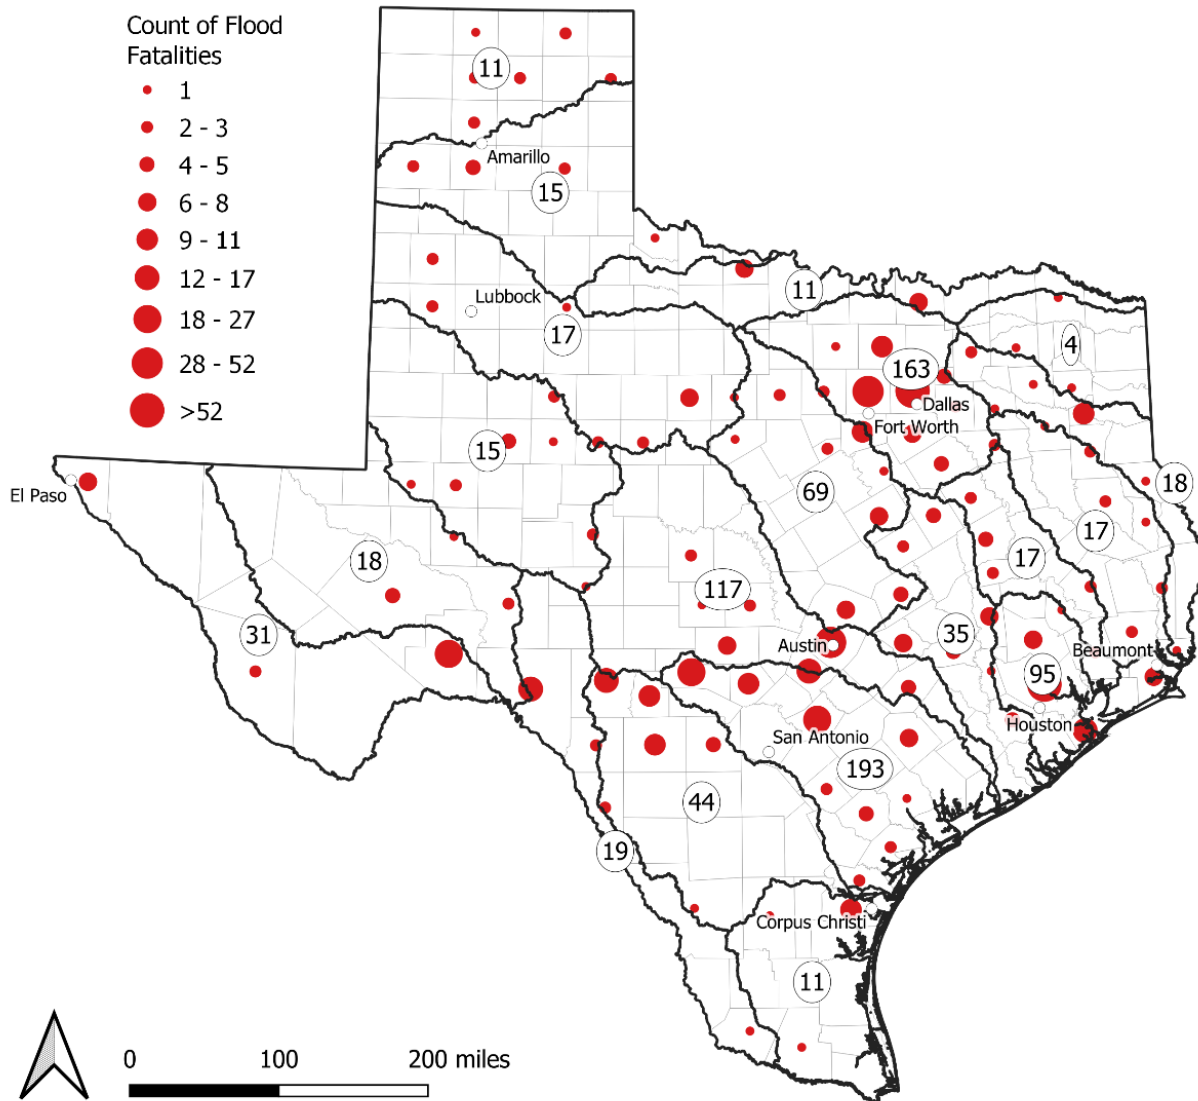 Count of Flood
Fatalities
1
2 - 3
4 - 5
6 - 8
9 - 11
12 - 17
18 - 27
28 - 52
>52
11
Amarillo
15
Lubbock
17
11
4
163
Dallas
Fort Worth
15
El Paso
69
18
17
17
18
117
31
Austin
35
Beaumont
95
Houston
San Antonio
193
44
19
Corpus Christi
11
0 100 200 miles